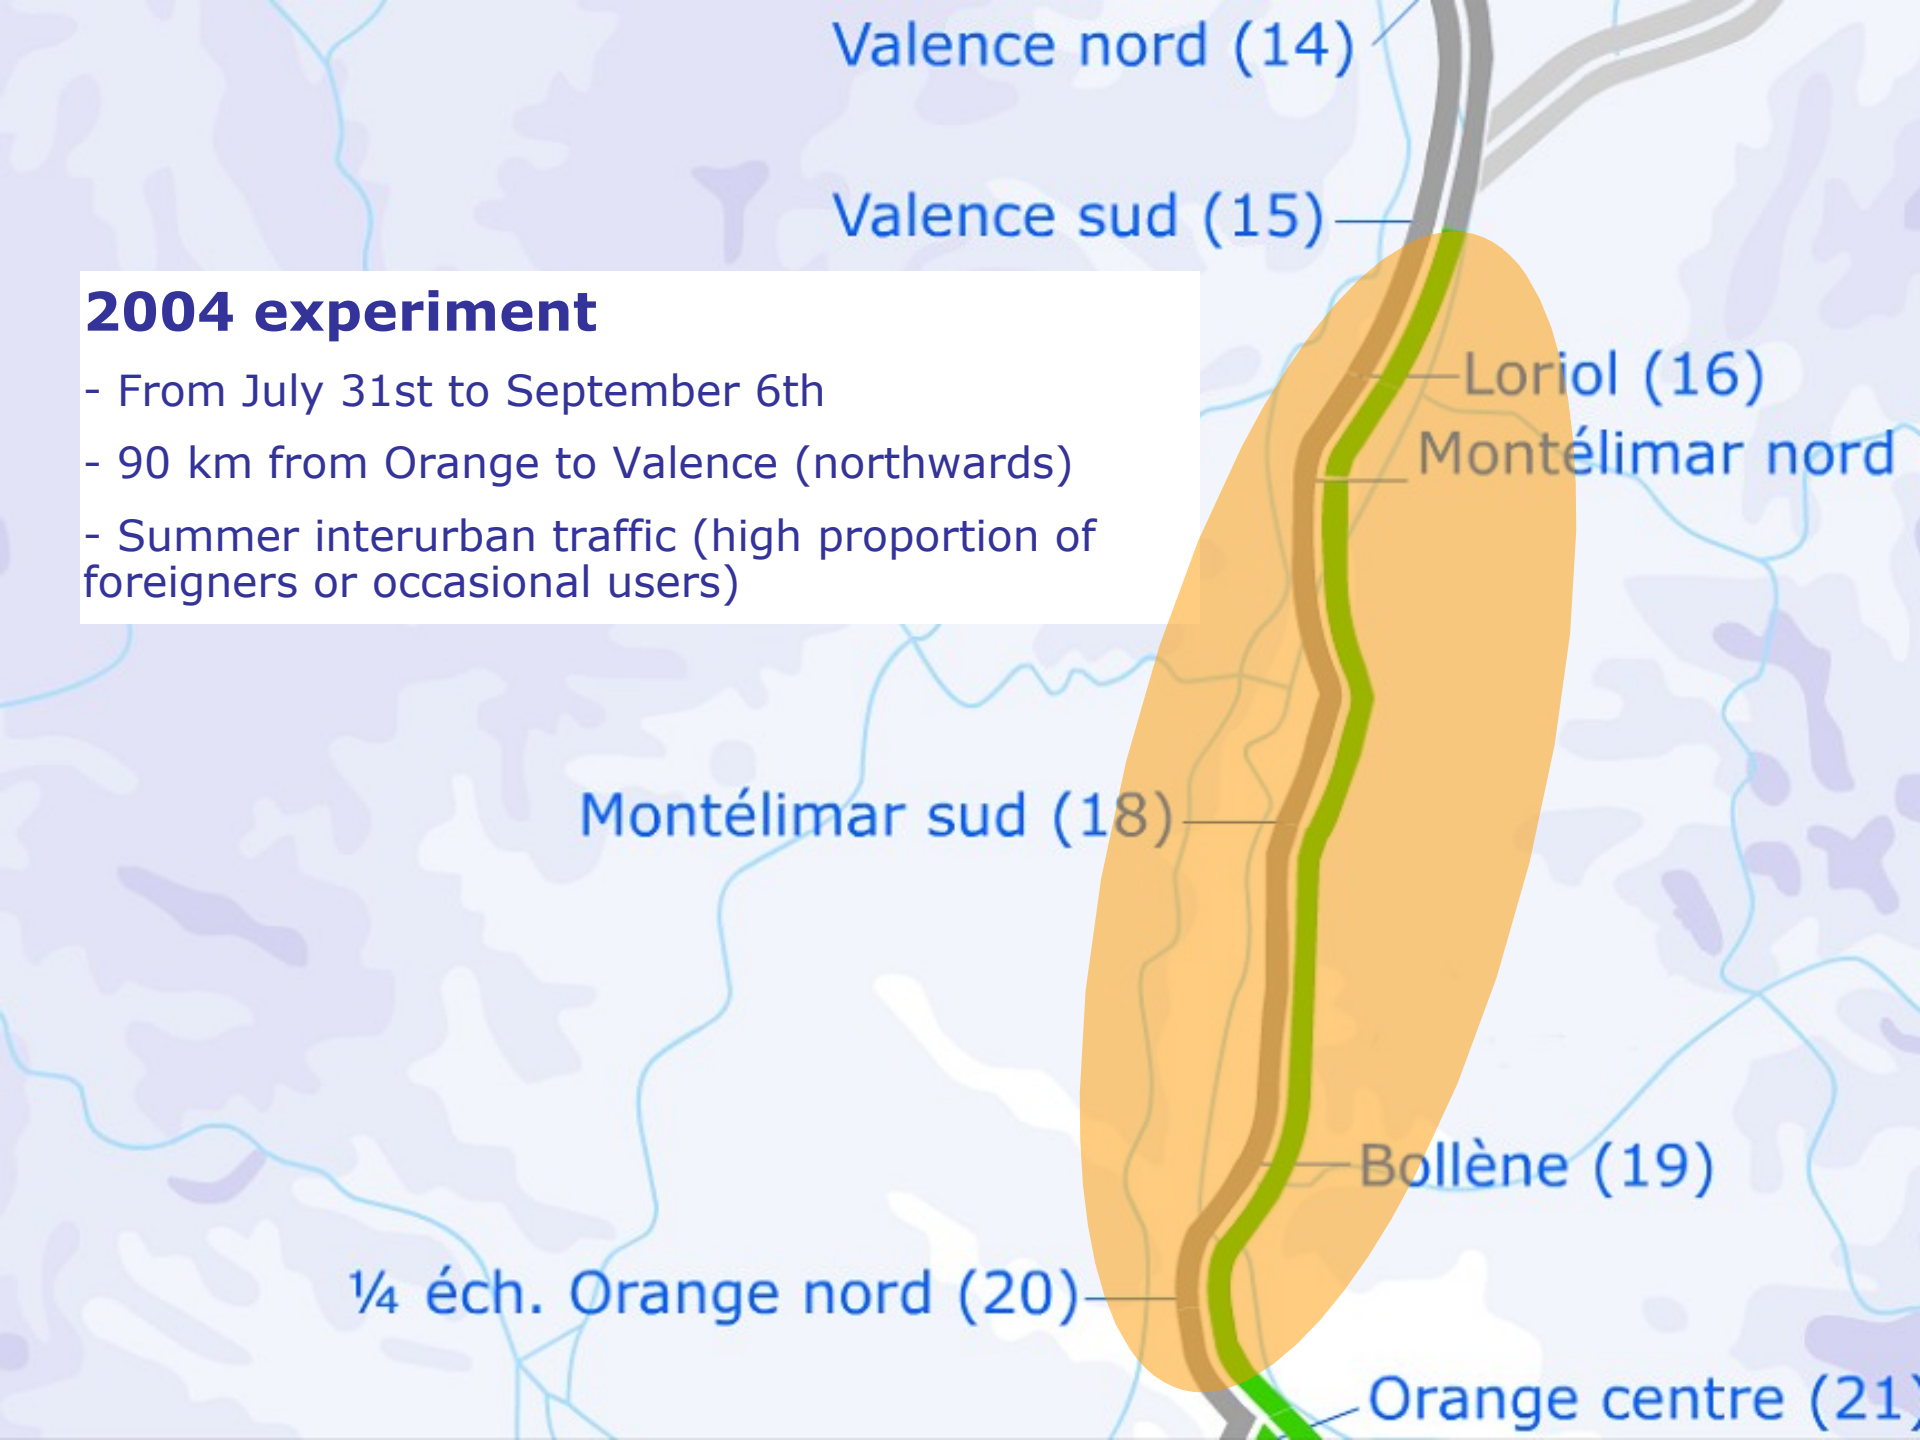 Valence nord (14)
Valence sud (15)
2004 experiment
- From July 31st to September 6th
- 90 km from Orange to Valence (northwards)
- Summer interurban traffic (high proportion of
foreigners or occasional users)
Loriol (16)
Montélimar nord
Montélimar sud (18)
Bollène (19)
¼ éch. Orange nord (20)
Orange centre (21)